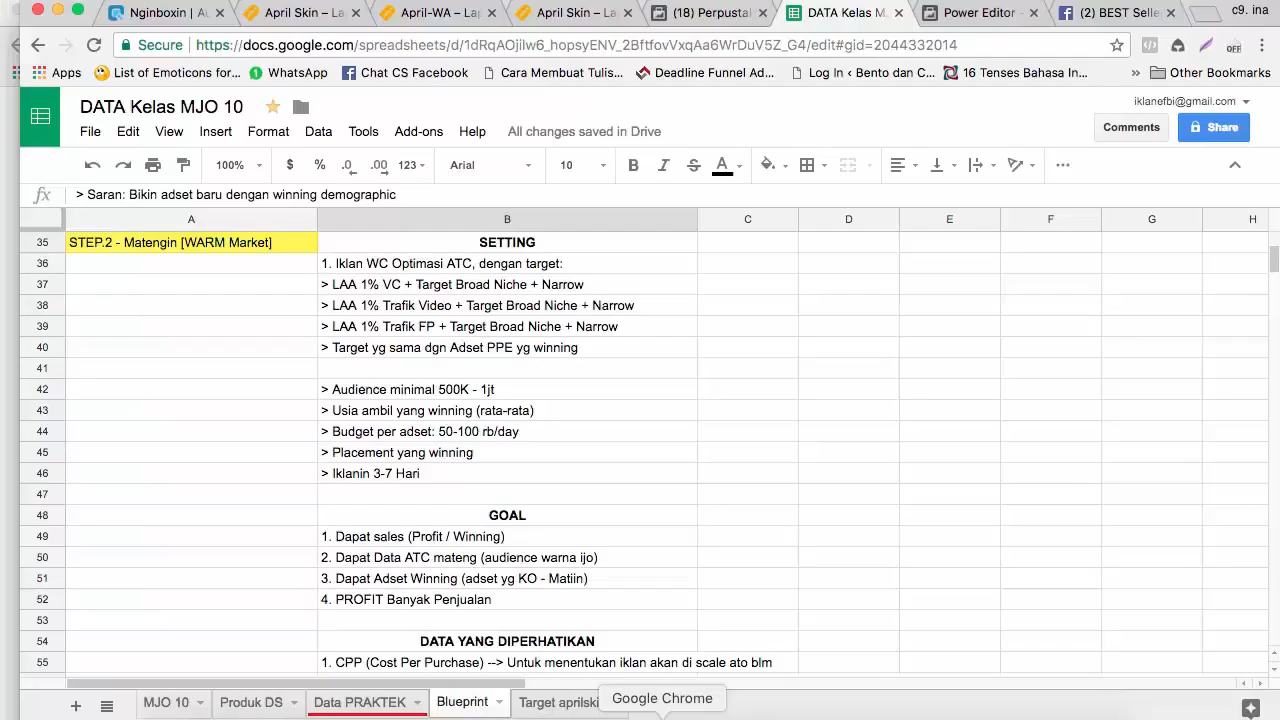 Nginboxin | A
April Skin – La
April-WA – Lap
April Skin – La
(18) Perpustak
DATA Kelas M
Power Editor -
(2) BEST Selle
Secure
https://docs.google.com/spreadsheets/d/1dRqAOjiIw6_hopsyENV_2BftfovVxqAa6WrDuV5Z_G4/edit#gid=2044332014
OFF
Apps
List of Emoticons for...
WhatsApp
Chat CS Facebook
Cara Membuat Tulis...
Deadline Funnel Ad...
Log In ‹ Bento dan C...
16 Tenses Bahasa In...
»
Other Bookmarks
DATA Kelas MJO 10
iklanefbi@gmail.com
File Edit View Insert Format Data Tools Add-ons Help All changes saved in Drive
Comments
Share
100% $ % .0 .00 123 Arial 10 B I S A
fx > Saran: Bikin adset baru dengan winning demographic
A B C D E F G H
35 STEP.2 - Matengin [WARM Market] SETTING
36 1. Iklan WC Optimasi ATC, dengan target:
37 > LAA 1% VC + Target Broad Niche + Narrow
38 > LAA 1% Trafik Video + Target Broad Niche + Narrow
39 > LAA 1% Trafik FP + Target Broad Niche + Narrow
40 > Target yg sama dgn Adset PPE yg winning
41
42 > Audience minimal 500K - 1jt
43 > Usia ambil yang winning (rata-rata)
44 > Budget per adset: 50-100 rb/day
45 > Placement yang winning
46 > Iklanin 3-7 Hari
47
48 GOAL
49 1. Dapat sales (Profit / Winning)
50 2. Dapat Data ATC mateng (audience warna ijo)
51 3. Dapat Adset Winning (adset yg KO - Matiin)
52 4. PROFIT Banyak Penjualan
53
54 DATA YANG DIPERHATIKAN
55 1. CPP (Cost Per Purchase) --> Untuk menentukan iklan akan di scale ato blm
MJO 10
Produk DS
Data PRAKTEK
Blueprint
Target aprilski
Google Chrome
c9. ina